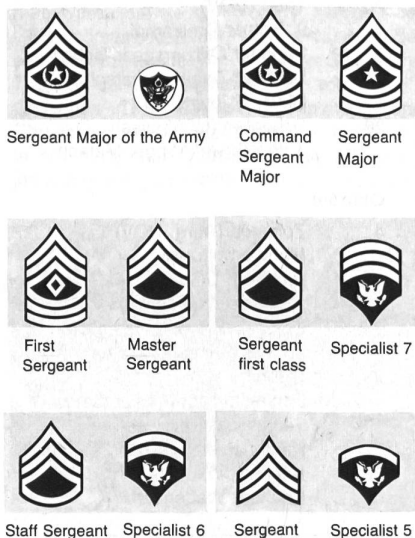 Sergeant Major of the Army
Command
Sergeant
Major
Sergeant
Major
First
Sergeant
Master
Sergeant
Sergeant
first class
Specialist 7
Staff Sergeant
Specialist 6
Sergeant
Specialist 5